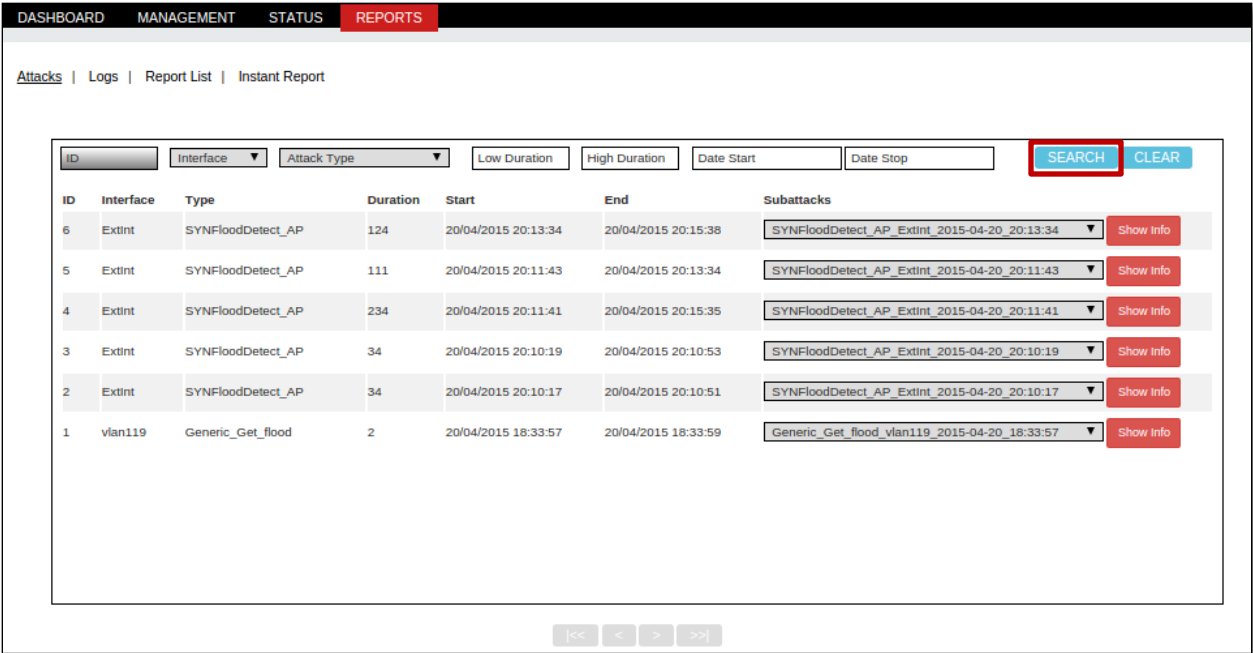 DASHBOARD MANAGEMENT STATUS REPORTS
Attacks | Logs | Report List | Instant Report
ID Interface ▼ Attack Type ▼ Low Duration High Duration Date Start Date Stop SEARCH CLEAR
ID Interface Type Duration Start End Subattacks
6 ExtInt SYNFloodDetect_AP 124 20/04/2015 20:13:34 20/04/2015 20:15:38 SYNFloodDetect_AP_ExtInt_2015-04-20_20:13:34 ▼ Show Info
5 ExtInt SYNFloodDetect_AP 111 20/04/2015 20:11:43 20/04/2015 20:13:34 SYNFloodDetect_AP_ExtInt_2015-04-20_20:11:43 ▼ Show Info
4 ExtInt SYNFloodDetect_AP 234 20/04/2015 20:11:41 20/04/2015 20:15:35 SYNFloodDetect_AP_ExtInt_2015-04-20_20:11:41 ▼ Show Info
3 ExtInt SYNFloodDetect_AP 34 20/04/2015 20:10:19 20/04/2015 20:10:53 SYNFloodDetect_AP_ExtInt_2015-04-20_20:10:19 ▼ Show Info
2 ExtInt SYNFloodDetect_AP 34 20/04/2015 20:10:17 20/04/2015 20:10:51 SYNFloodDetect_AP_ExtInt_2015-04-20_20:10:17 ▼ Show Info
1 vlan119 Generic_Get_flood 2 20/04/2015 18:33:57 20/04/2015 18:33:59 Generic_Get_flood_vlan119_2015-04-20_18:33:57 ▼ Show Info
|<< < > >>|